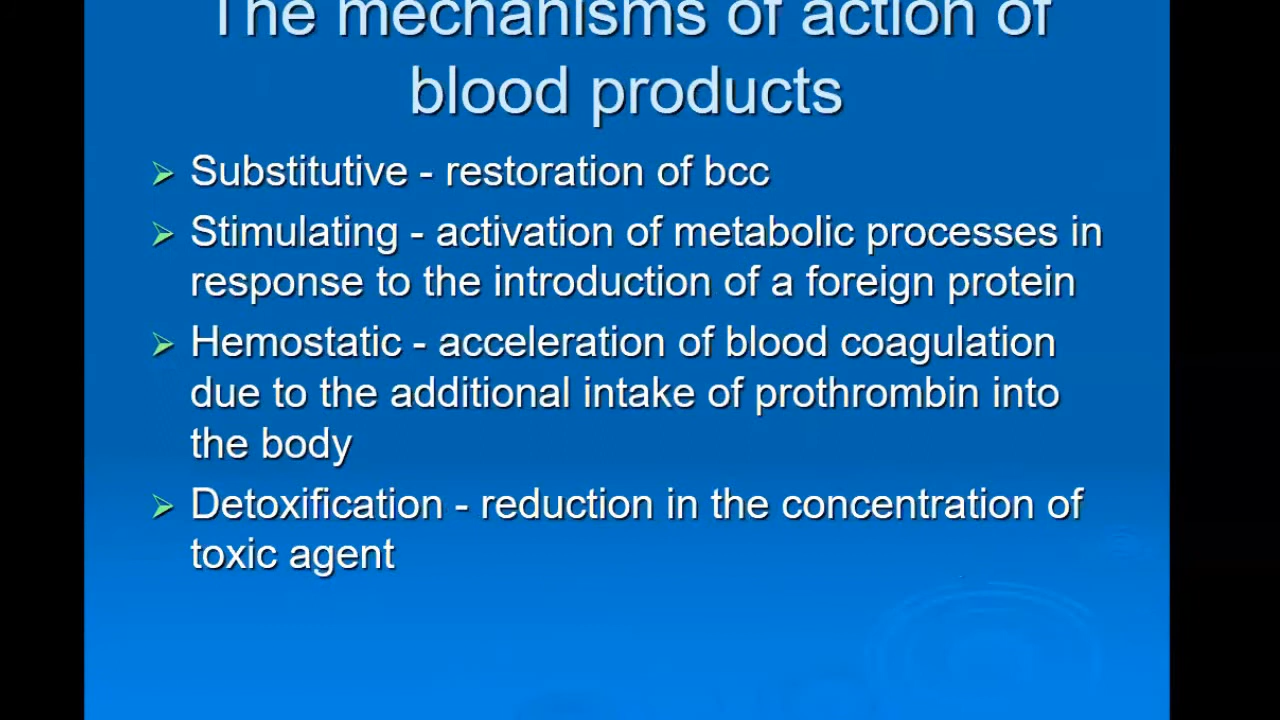 The mechanisms of action of
blood products
Substitutive - restoration of bcc
Stimulating - activation of metabolic processes in
response to the introduction of a foreign protein
Hemostatic - acceleration of blood coagulation
due to the additional intake of prothrombin into
the body
Detoxification - reduction in the concentration of
toxic agent